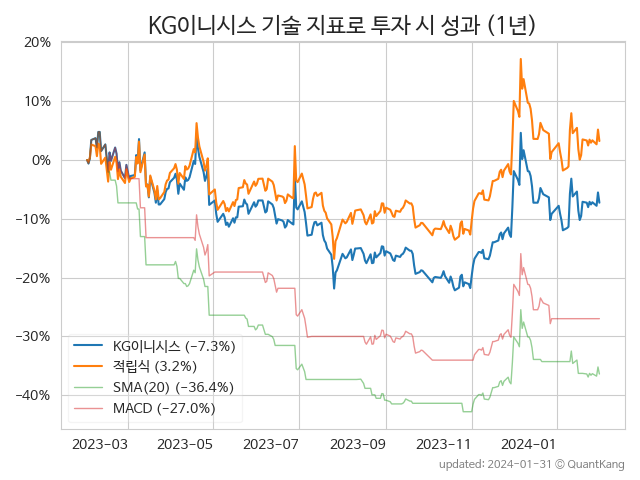 KG이니시스 기술 지표로 투자 시 성과 (1년)
20%
10%
0%
−10%
−20%
−30%
−40%
KG이니시스 (−7.3%)
적립식 (3.2%)
SMA(20) (−36.4%)
MACD (−27.0%)
2023-03 2023-05 2023-07 2023-09 2023-11 2024-01
updated: 2024-01-31 © QuantKang